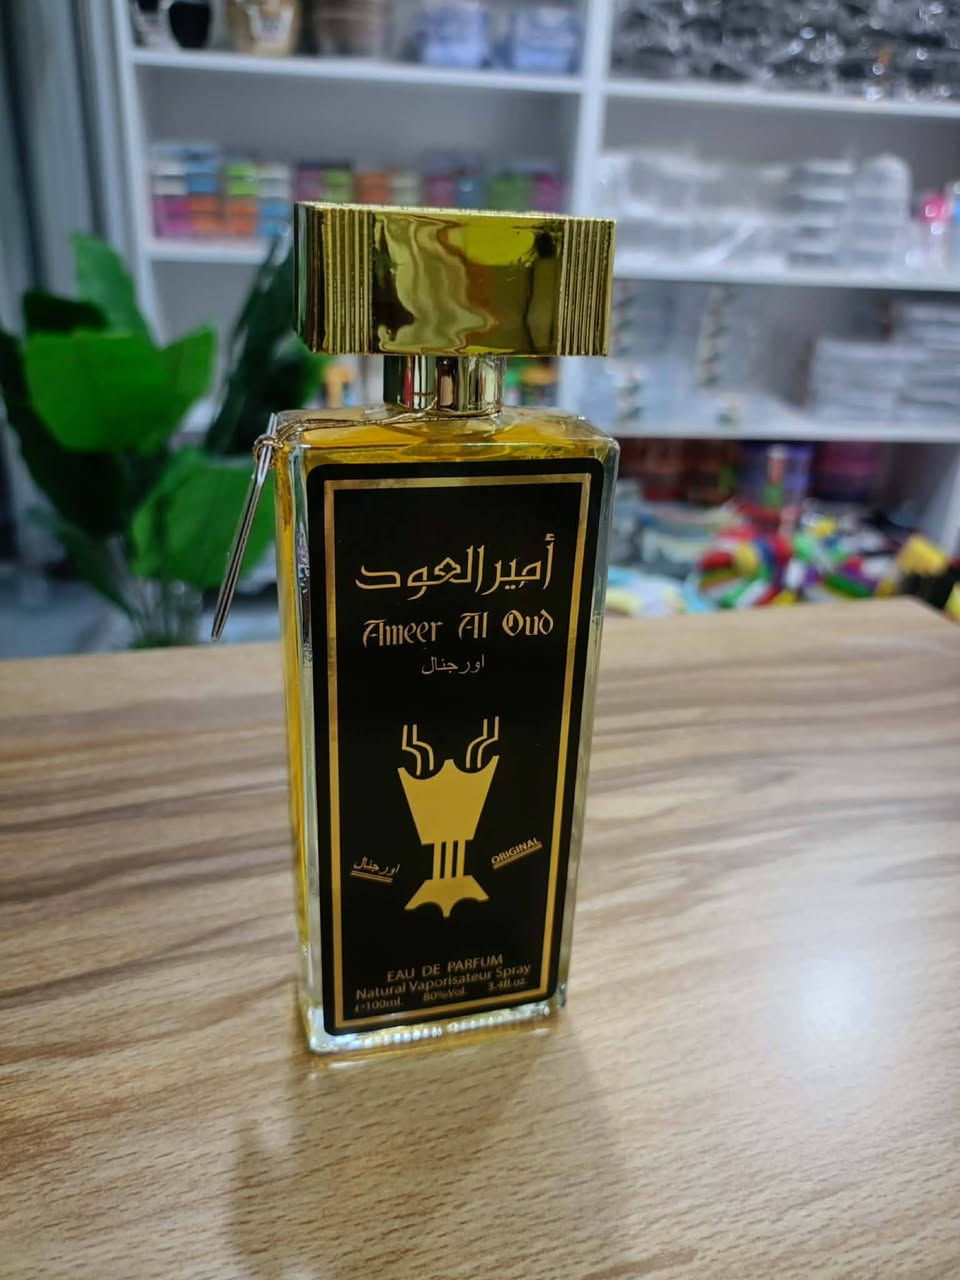 أمير العود
Ameer Al Oud
اورجنال
اورجنال
ORIGINAL
EAU DE PARFUM
Natural Vaporisateur Spray
℮100ml. 80%Vol. 3.4fl.oz.